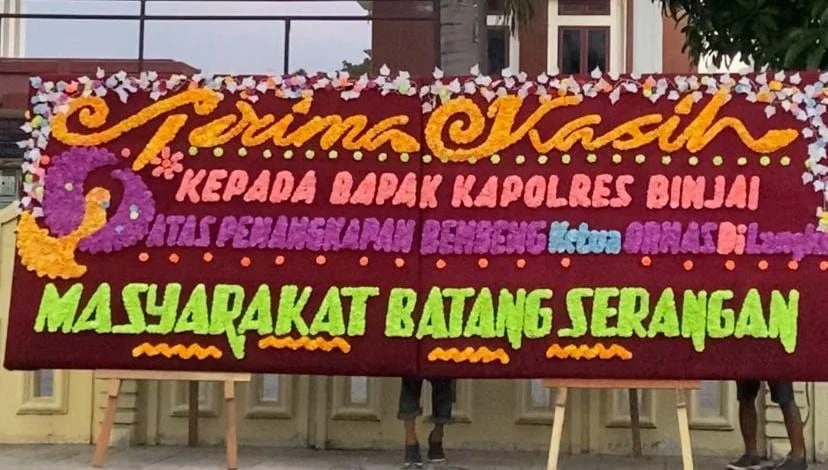 Terima Kasih
KEPADA BAPAK KAPOLRES BINJAI
ATAS PENANGKAPAN BEMBENG Ketua ORMAS Di Langkat
MASYARAKAT BATANG SERANGAN